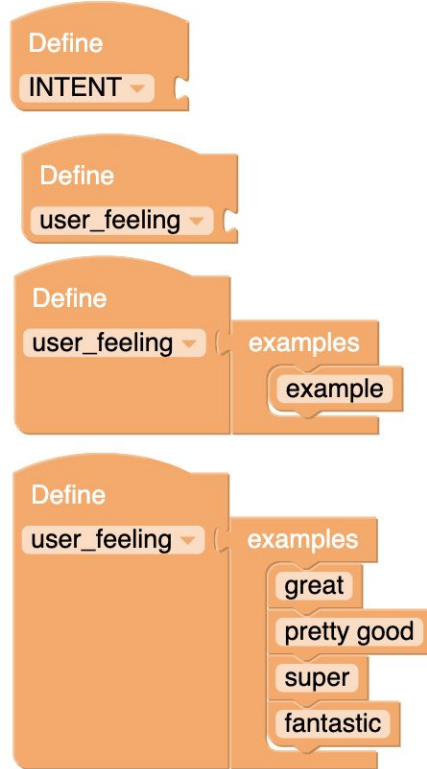 Define
INTENT
Define
user_feeling
Define
user_feeling examples
example
Define
user_feeling examples
great
pretty good
super
fantastic